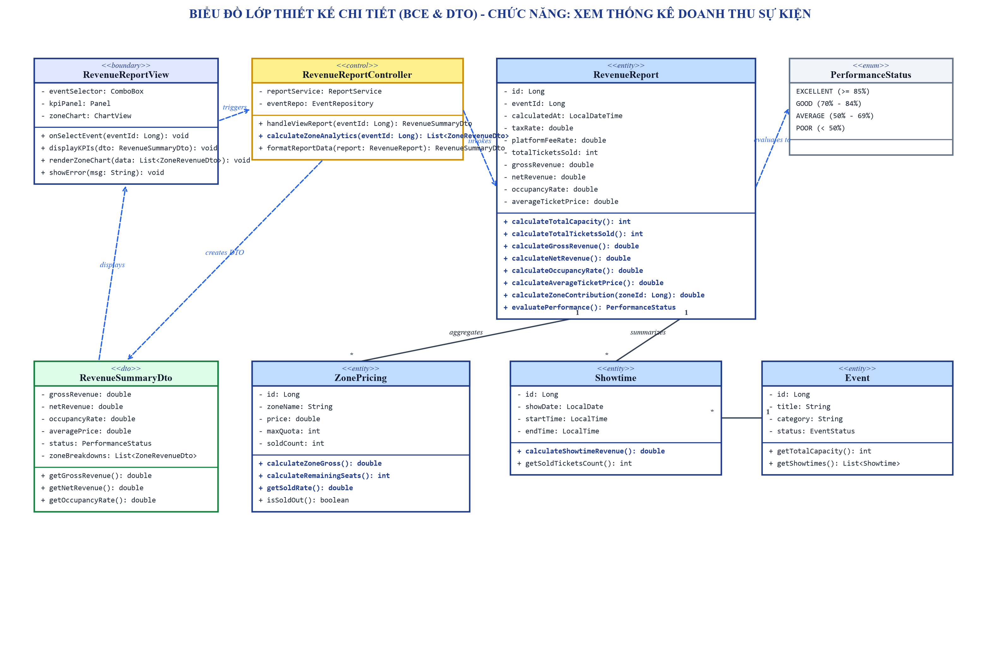 BIỂU ĐỒ LỚP THIẾT KẾ CHI TIẾT (BCE & DTO) - CHỨC NĂNG: XEM THỐNG KÊ DOANH THU SỰ KIỆN
<<boundary>>
RevenueReportView
- eventSelector: ComboBox
- kpiPanel: Panel
- zoneChart: ChartView
+ onSelectEvent(eventId: Long): void
+ displayKPIs(dto: RevenueSummaryDto): void
+ renderZoneChart(data: List<ZoneRevenueDto>): void
+ showError(msg: String): void
triggers
<<control>>
RevenueReportController
- reportService: ReportService
- eventRepo: EventRepository
+ handleViewReport(eventId: Long): RevenueSummaryDto
+ calculateZoneAnalytics(eventId: Long): List<ZoneRevenueDto>
+ formatReportData(report: RevenueReport): RevenueSummaryDto
invokes
<<entity>>
RevenueReport
- id: Long
- eventId: Long
- calculatedAt: LocalDateTime
- taxRate: double
- platformFeeRate: double
- totalTicketsSold: int
- grossRevenue: double
- netRevenue: double
- occupancyRate: double
- averageTicketPrice: double
+ calculateTotalCapacity(): int
+ calculateTotalTicketsSold(): int
+ calculateGrossRevenue(): double
+ calculateNetRevenue(): double
+ calculateOccupancyRate(): double
+ calculateAverageTicketPrice(): double
+ calculateZoneContribution(zoneId: Long): double
+ evaluatePerformance(): PerformanceStatus
evaluates to
<<enum>>
PerformanceStatus
EXCELLENT (>= 85%)
GOOD (70% - 84%)
AVERAGE (50% - 69%)
POOR (< 50%)
creates DTO
displays
1
1
aggregates
summarizes
*
*
<<dto>>
RevenueSummaryDto
- grossRevenue: double
- netRevenue: double
- occupancyRate: double
- averagePrice: double
- status: PerformanceStatus
- zoneBreakdowns: List<ZoneRevenueDto>
+ getGrossRevenue(): double
+ getNetRevenue(): double
+ getOccupancyRate(): double
<<entity>>
ZonePricing
- id: Long
- zoneName: String
- price: double
- maxQuota: int
- soldCount: int
+ calculateZoneGross(): double
+ calculateRemainingSeats(): int
+ getSoldRate(): double
+ isSoldOut(): boolean
<<entity>>
Showtime
- id: Long
- showDate: LocalDate
- startTime: LocalTime
- endTime: LocalTime
+ calculateShowtimeRevenue(): double
+ getSoldTicketsCount(): int
*
1
<<entity>>
Event
- id: Long
- title: String
- category: String
- status: EventStatus
+ getTotalCapacity(): int
+ getShowtimes(): List<Showtime>